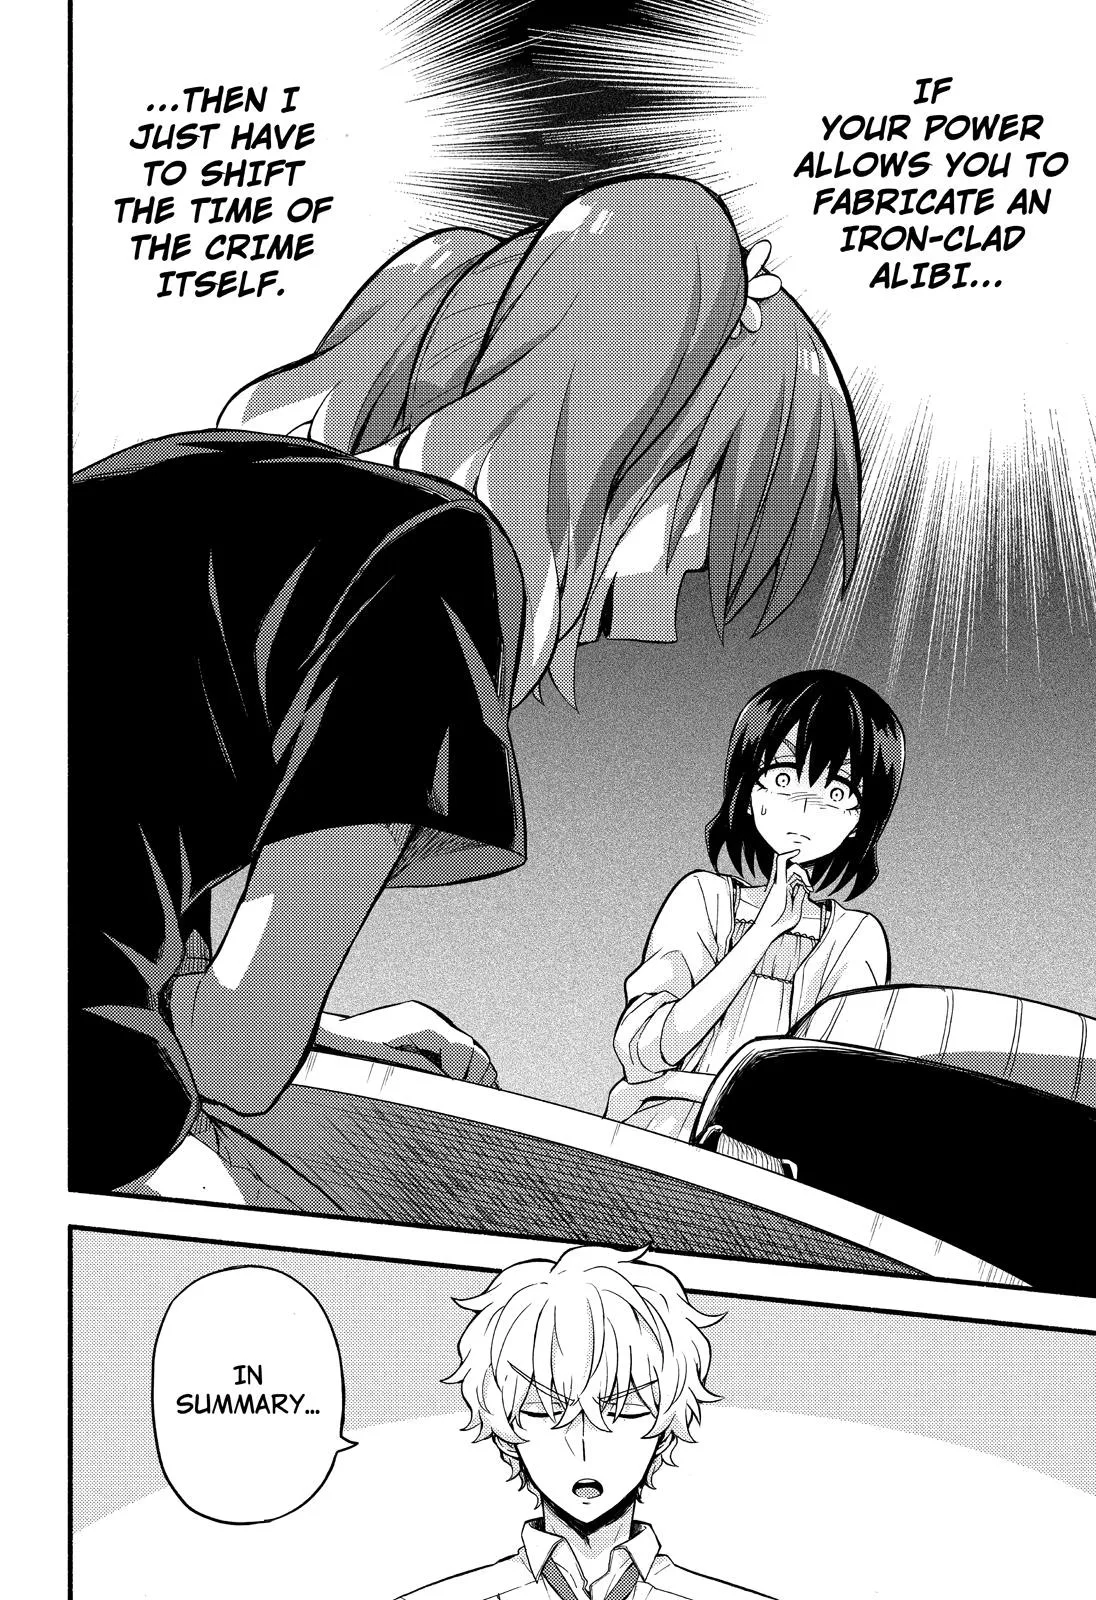 IF
YOUR POWER
ALLOWS YOU TO
FABRICATE AN
IRON-CLAD
ALIBI...
...THEN I
JUST HAVE
TO SHIFT
THE TIME OF
THE CRIME
ITSELF.
IN
SUMMARY...